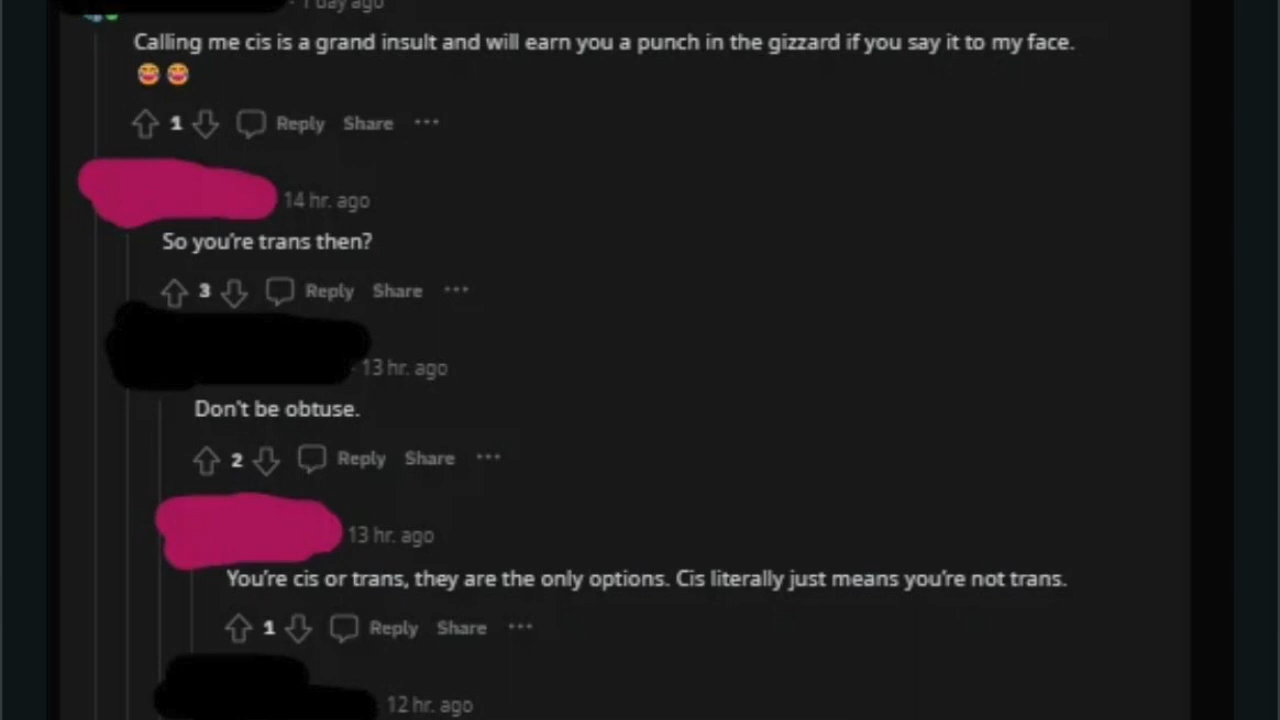 1 day ago
Calling me cis is a grand insult and will earn you a punch in the gizzard if you say it to my face.
😂😂
1 Reply Share ···
14 hr. ago
So you're trans then?
3 Reply Share ···
· 13 hr. ago
Don't be obtuse.
2 Reply Share ···
13 hr. ago
You're cis or trans, they are the only options. Cis literally just means you're not trans.
1 Reply Share ···
12 hr. ago